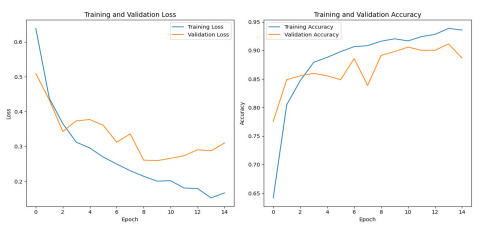 Training and Validation Loss
Training Loss
Validation Loss
0.6
0.5
0.4
0.3
0.2
Loss
0
2
4
6
8
10
12
14
Epoch
Training and Validation Accuracy
Training Accuracy
Validation Accuracy
0.95
0.90
0.85
0.80
0.75
0.70
0.65
Accuracy
0
2
4
6
8
10
12
14
Epoch